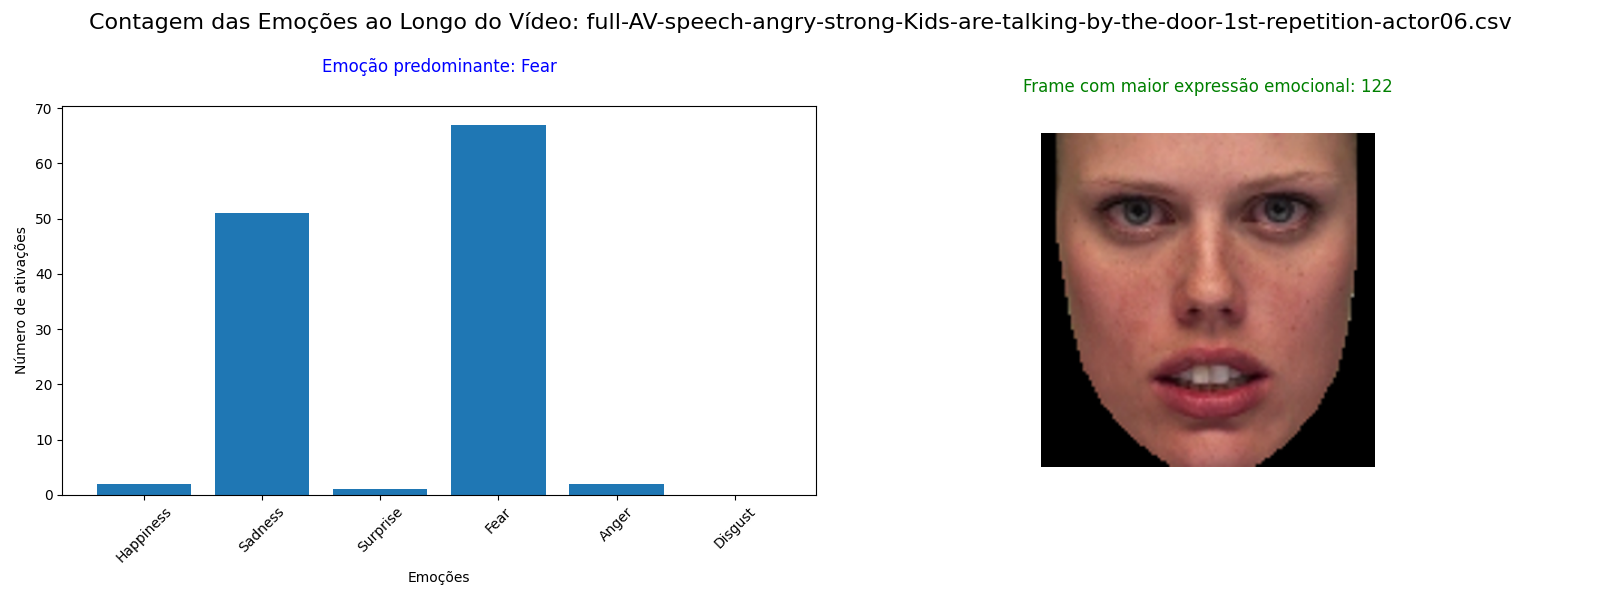 Contagem das Emoções ao Longo do Vídeo: full-AV-speech-angry-strong-Kids-are-talking-by-the-door-1st-repetition-actor06.csv
Emoção predominante: Fear
Frame com maior expressão emocional: 122
Número de ativações
70
60
50
40
30
20
10
0
Happiness
Sadness
Surprise
Fear
Anger
Disgust
Emoções